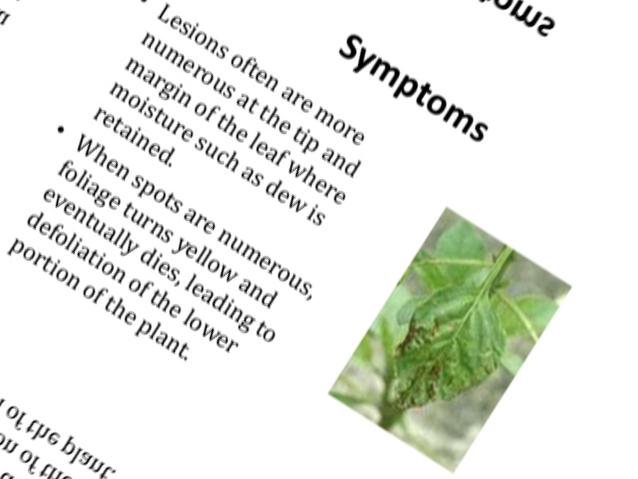 Symptoms
• Lesions often are more
numerous at the tip and
margin of the leaf where
moisture such as dew is
retained.
• When spots are numerous,
foliage turns yellow and
eventually dies, leading to
defoliation of the lower
portion of the plant.